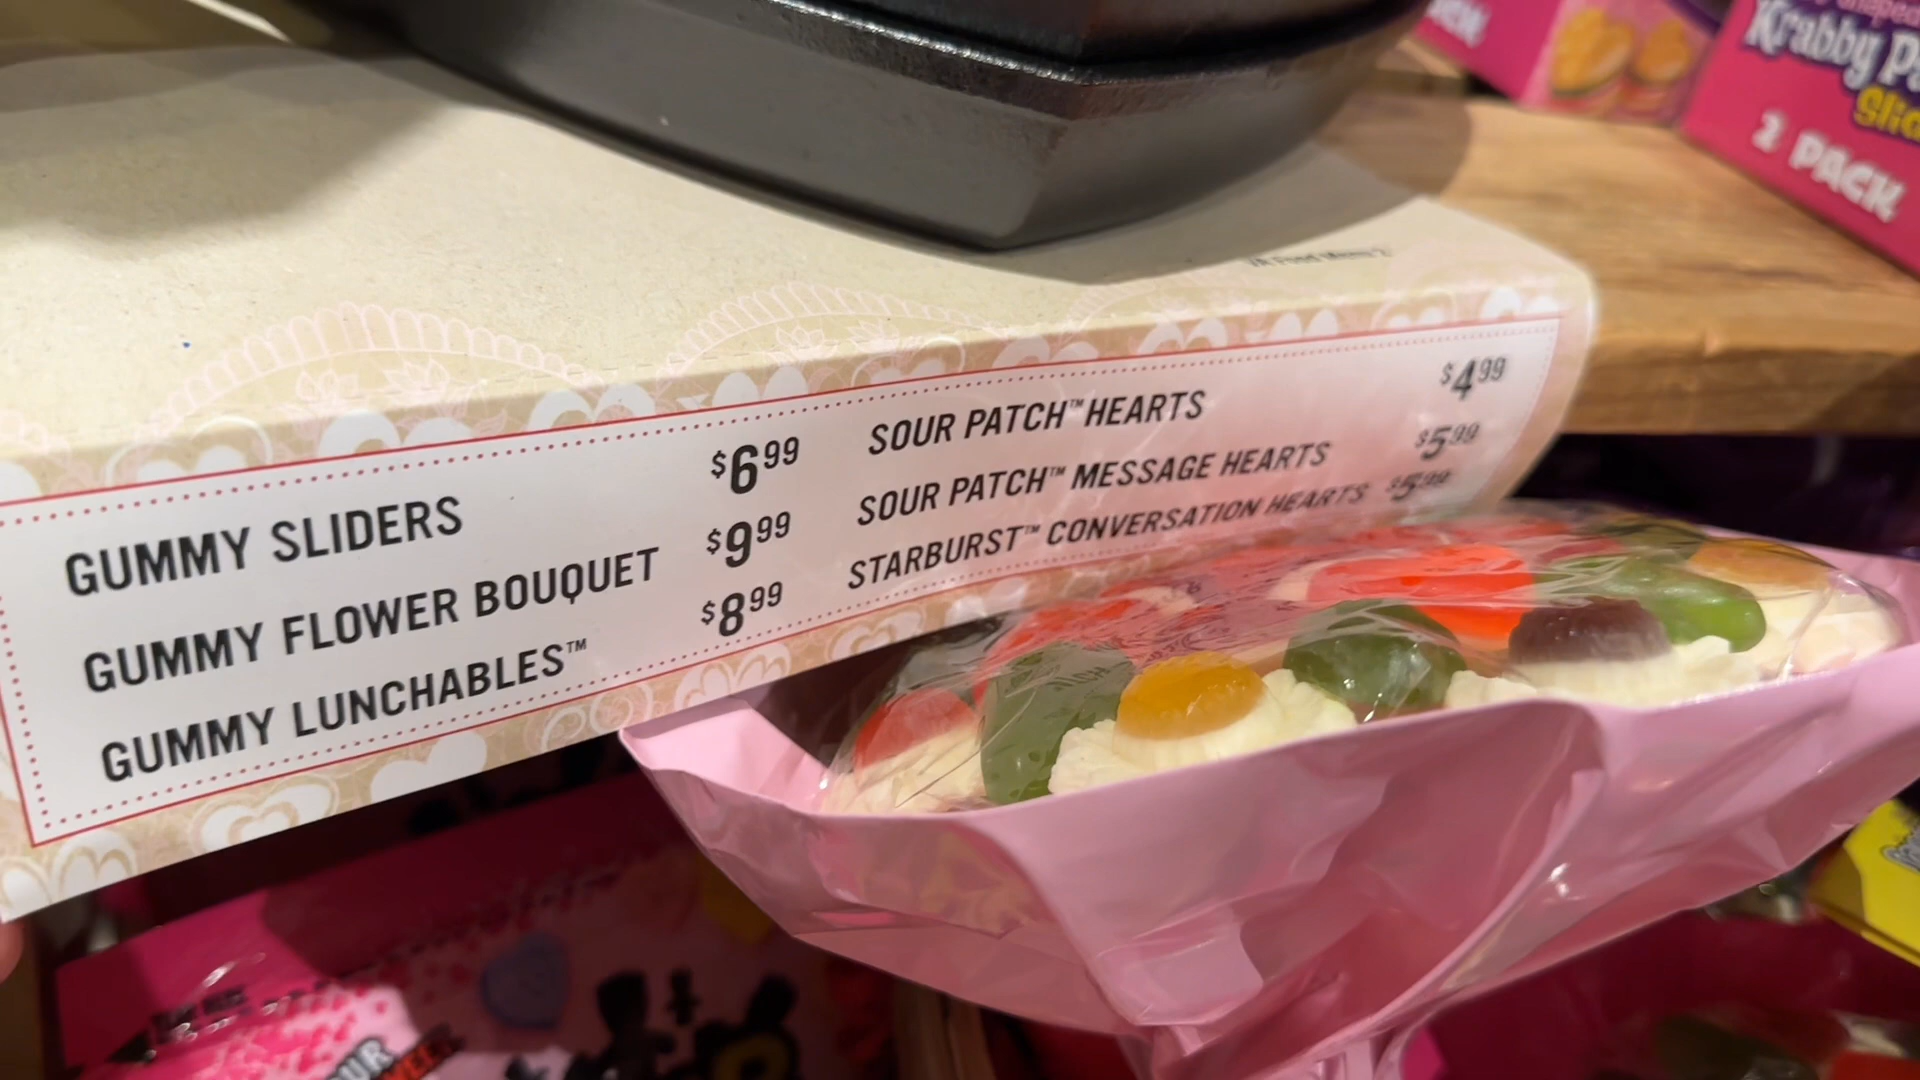 Krabby
2 PACK
GUMMY SLIDERS $6.99
GUMMY FLOWER BOUQUET $9.99
GUMMY LUNCHABLES™ $8.99
SOUR PATCH™ HEARTS $4.99
SOUR PATCH™ MESSAGE HEARTS $5.99
STARBURST™ CONVERSATION HEARTS $5.99